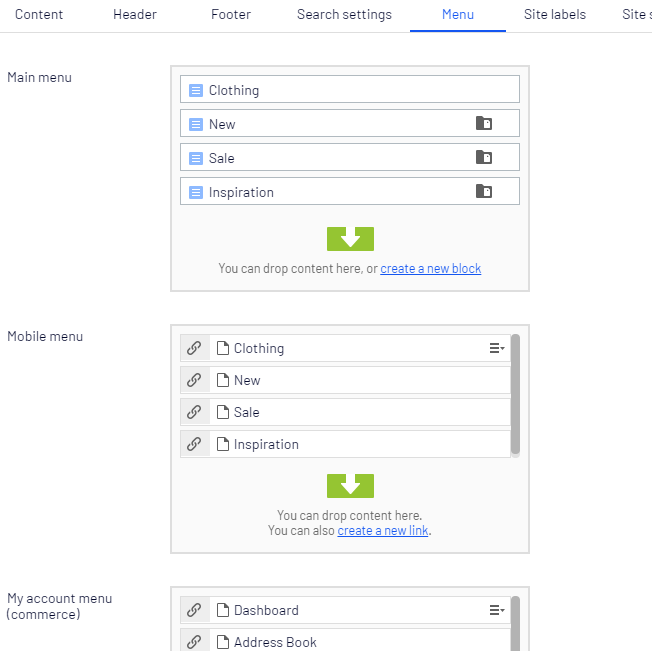 Content Header Footer Search settings Menu Site labels Site s
Main menu
Clothing
New
Sale
Inspiration
You can drop content here, or create a new block
Mobile menu
Clothing
New
Sale
Inspiration
You can drop content here.
You can also create a new link.
My account menu
(commerce)
Dashboard
Address Book